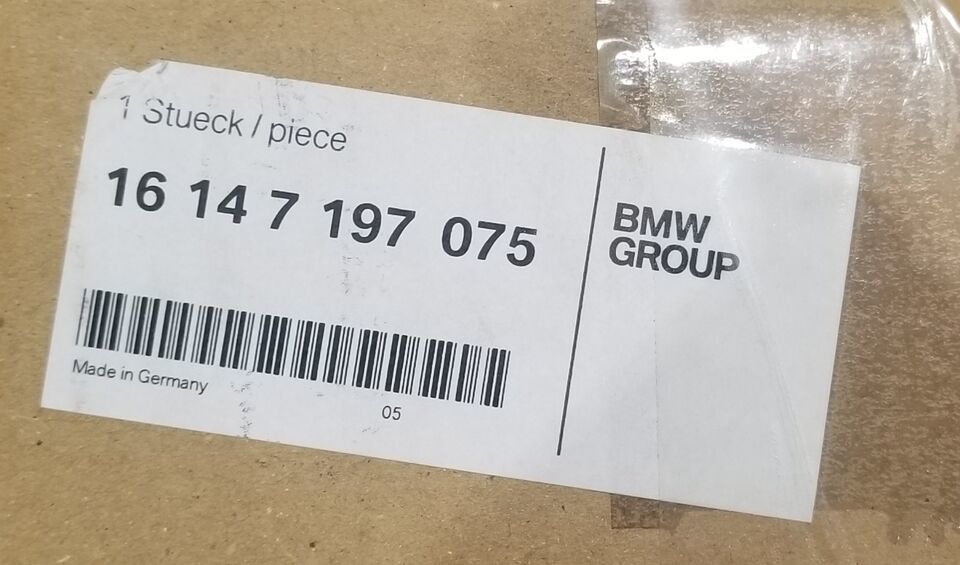 1 Stueck / piece
16 14 7 197 075
BMW
GROUP
Made in Germany
05